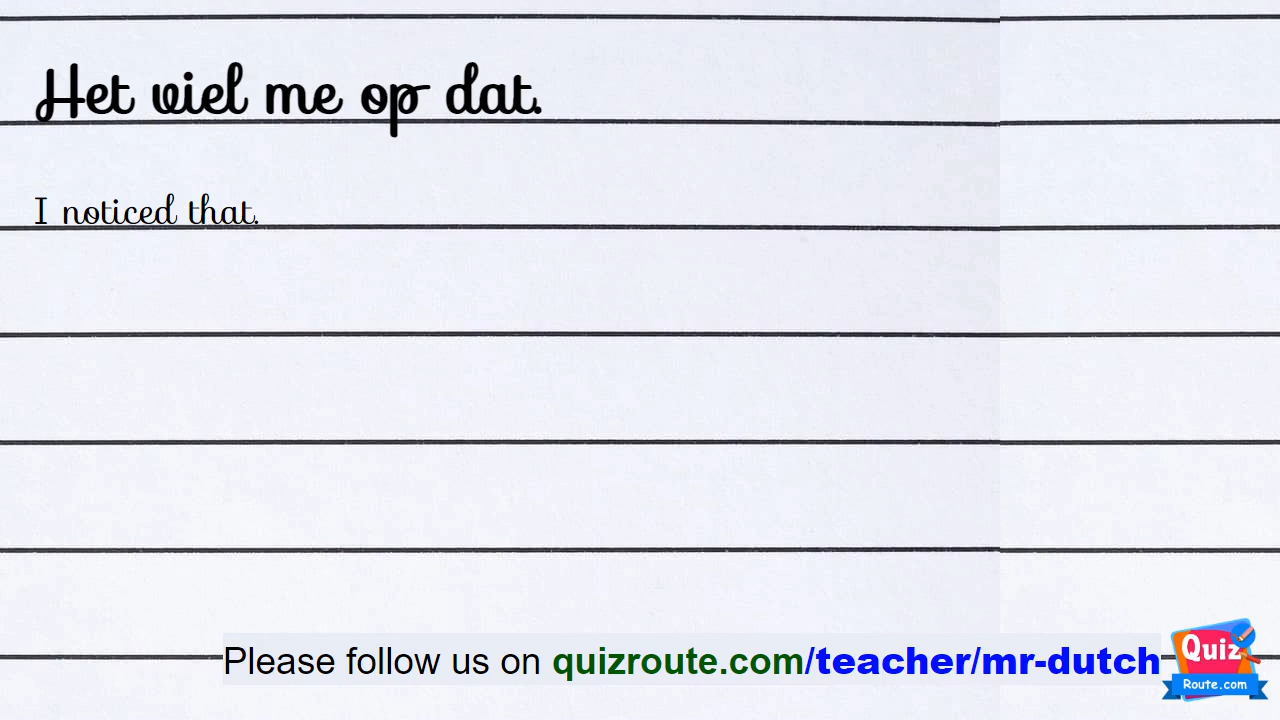 Het viel me op dat.
I noticed that.
Please follow us on quizroute.com/teacher/mr-dutch
Quiz
Route.com